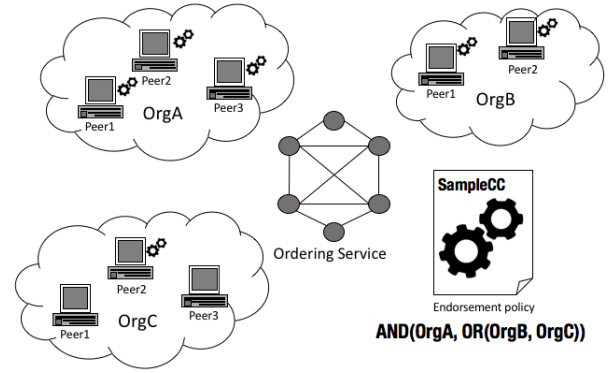 Peer2
Peer1
Peer3
OrgA
Peer2
Peer1
OrgB
Ordering Service
SampleCC
Endorsement policy
AND(OrgA, OR(OrgB, OrgC))
Peer2
Peer1
Peer3
OrgC